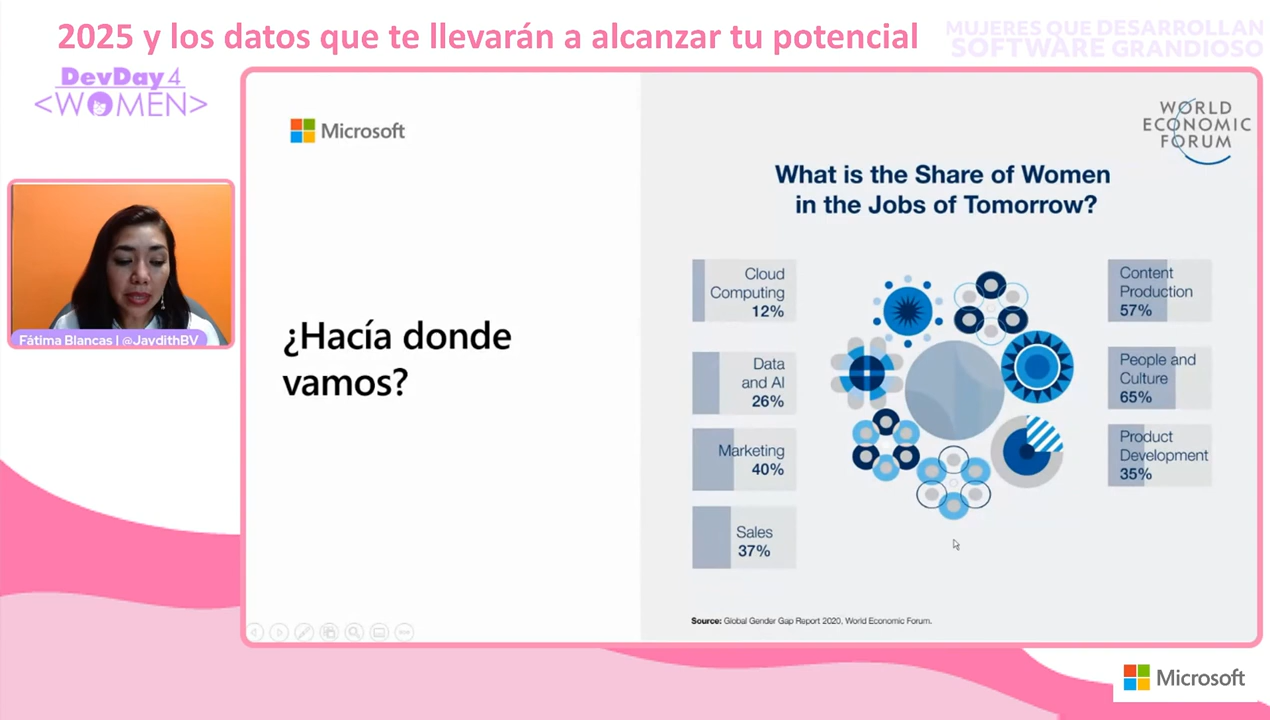 2025 y los datos que te llevarán a alcanzar tu potencial
MUJERES QUE DESARROLLAN
SOFTWARE GRANDIOSO
DevDay4
<WOMEN>
Microsoft
¿Hacía donde
vamos?
WORLD
ECONOMIC
FORUM
What is the Share of Women
in the Jobs of Tomorrow?
Cloud
Computing
12%
Data
and AI
26%
Marketing
40%
Sales
37%
Content
Production
57%
People and
Culture
65%
Product
Development
35%
Source: Global Gender Gap Report 2020, World Economic Forum.
Fátima Blancas | @JaydithBV
Microsoft